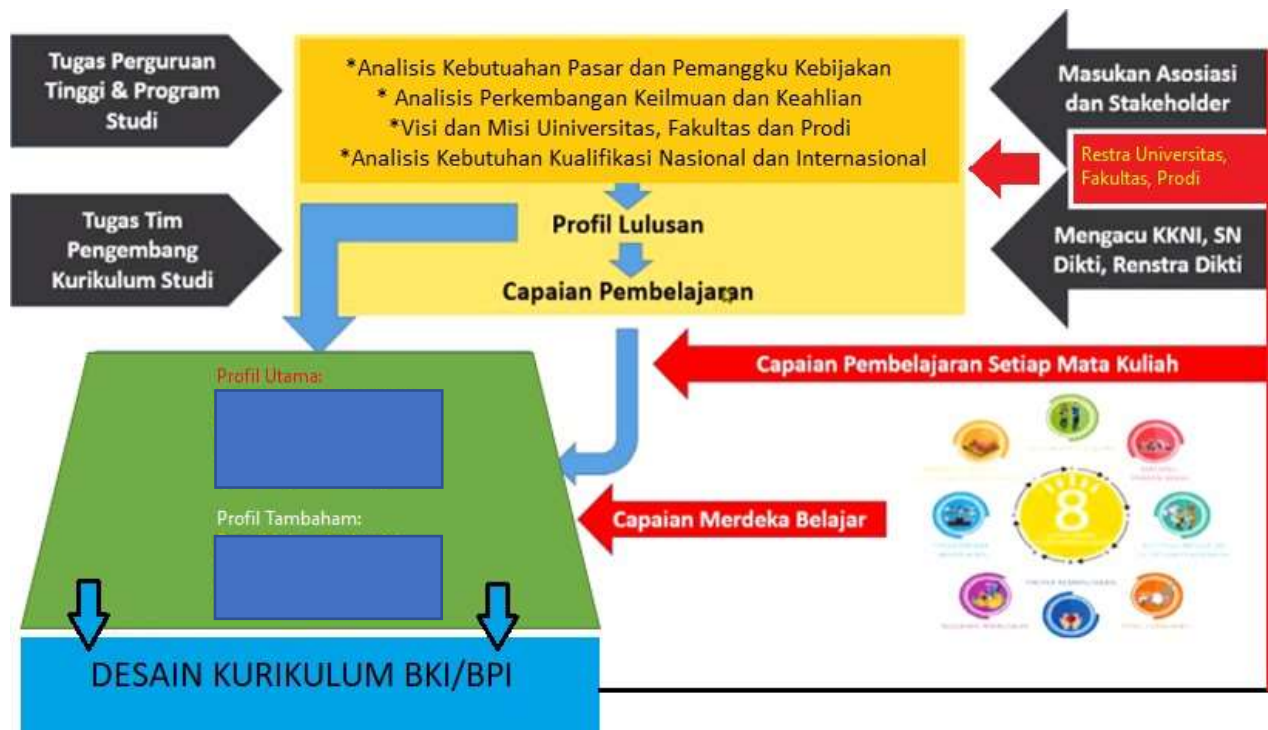 Tugas Perguruan
Tinggi & Program
Studi
*Analisis Kebutuahan Pasar dan Pemanggku Kebijakan
* Analisis Perkembangan Keilmuan dan Keahlian
*Visi dan Misi Uiniversitas, Fakultas dan Prodi
*Analisis Kebutuhan Kualifikasi Nasional dan Internasional
Masukan Asosiasi
dan Stakeholder
Restra Universitas,
Fakultas, Prodi
Tugas Tim
Pengembang
Kurikulum Studi
Profil Lulusan
Capaian Pembelajaran
Mengacu KKNI, SN
Dikti, Renstra Dikti
Capaian Pembelajaran Setiap Mata Kuliah
Profil Utama:
Profil Tambaham:
Capaian Merdeka Belajar
8
DESAIN KURIKULUM BKI/BPI